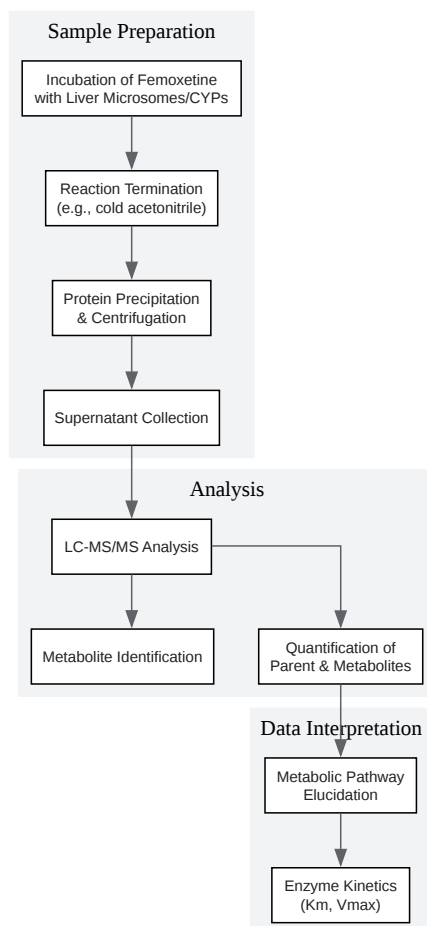 Sample Preparation
Incubation of Femoxetine
with Liver Microsomes/CYPs
Reaction Termination
(e.g., cold acetonitrile)
Protein Precipitation
& Centrifugation
Supernatant Collection
Analysis
LC-MS/MS Analysis
Metabolite Identification
Quantification of
Parent & Metabolites
Data Interpretation
Metabolic Pathway
Elucidation
Enzyme Kinetics
(Km, Vmax)